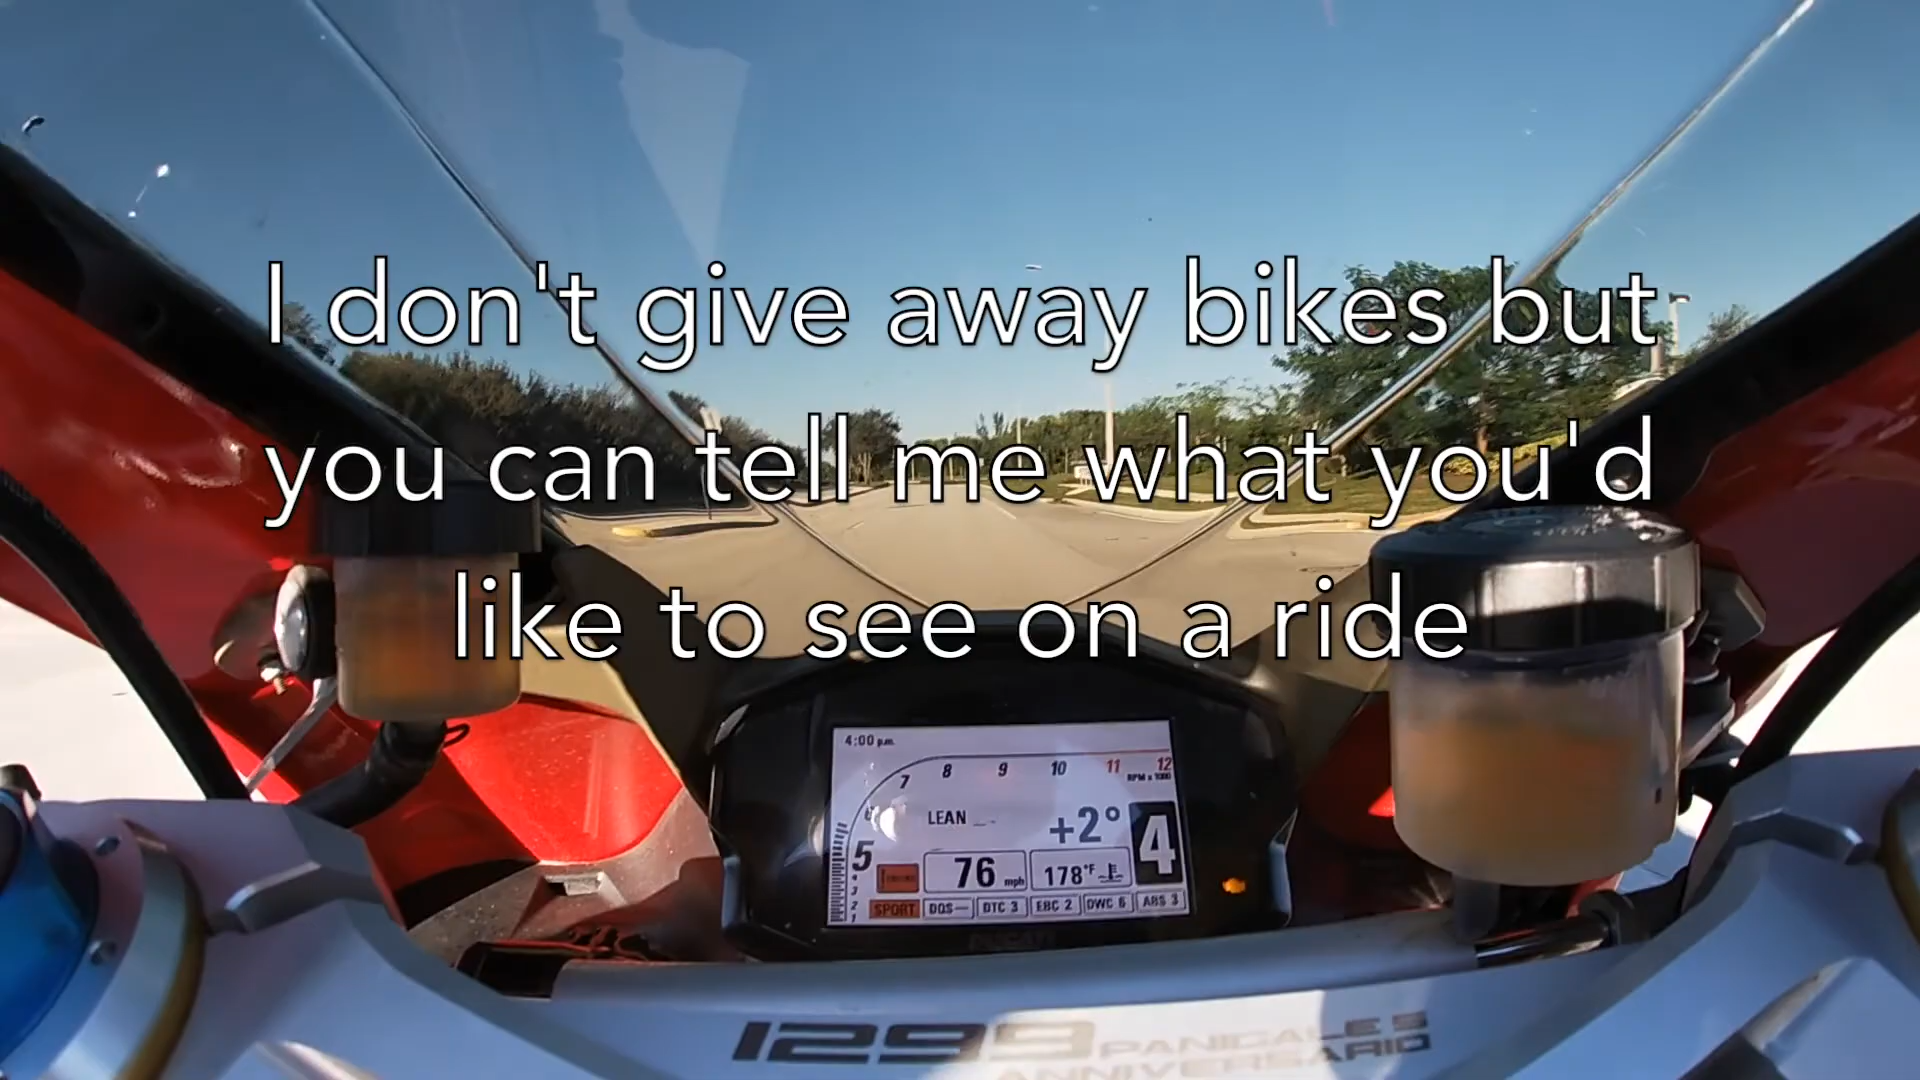 I don't give away bikes but
you can tell me what you'd
like to see on a ride
4:00 p.m.
7 8 9 10 11 12
RPM x 1000
6
LEAN
+2°
4
5
76 mph
178°F
SPORT DQS— DTC 3 EBC 2 DWC 6 ABS 3
1299 PANIGALE S
ANNIVERSARIO